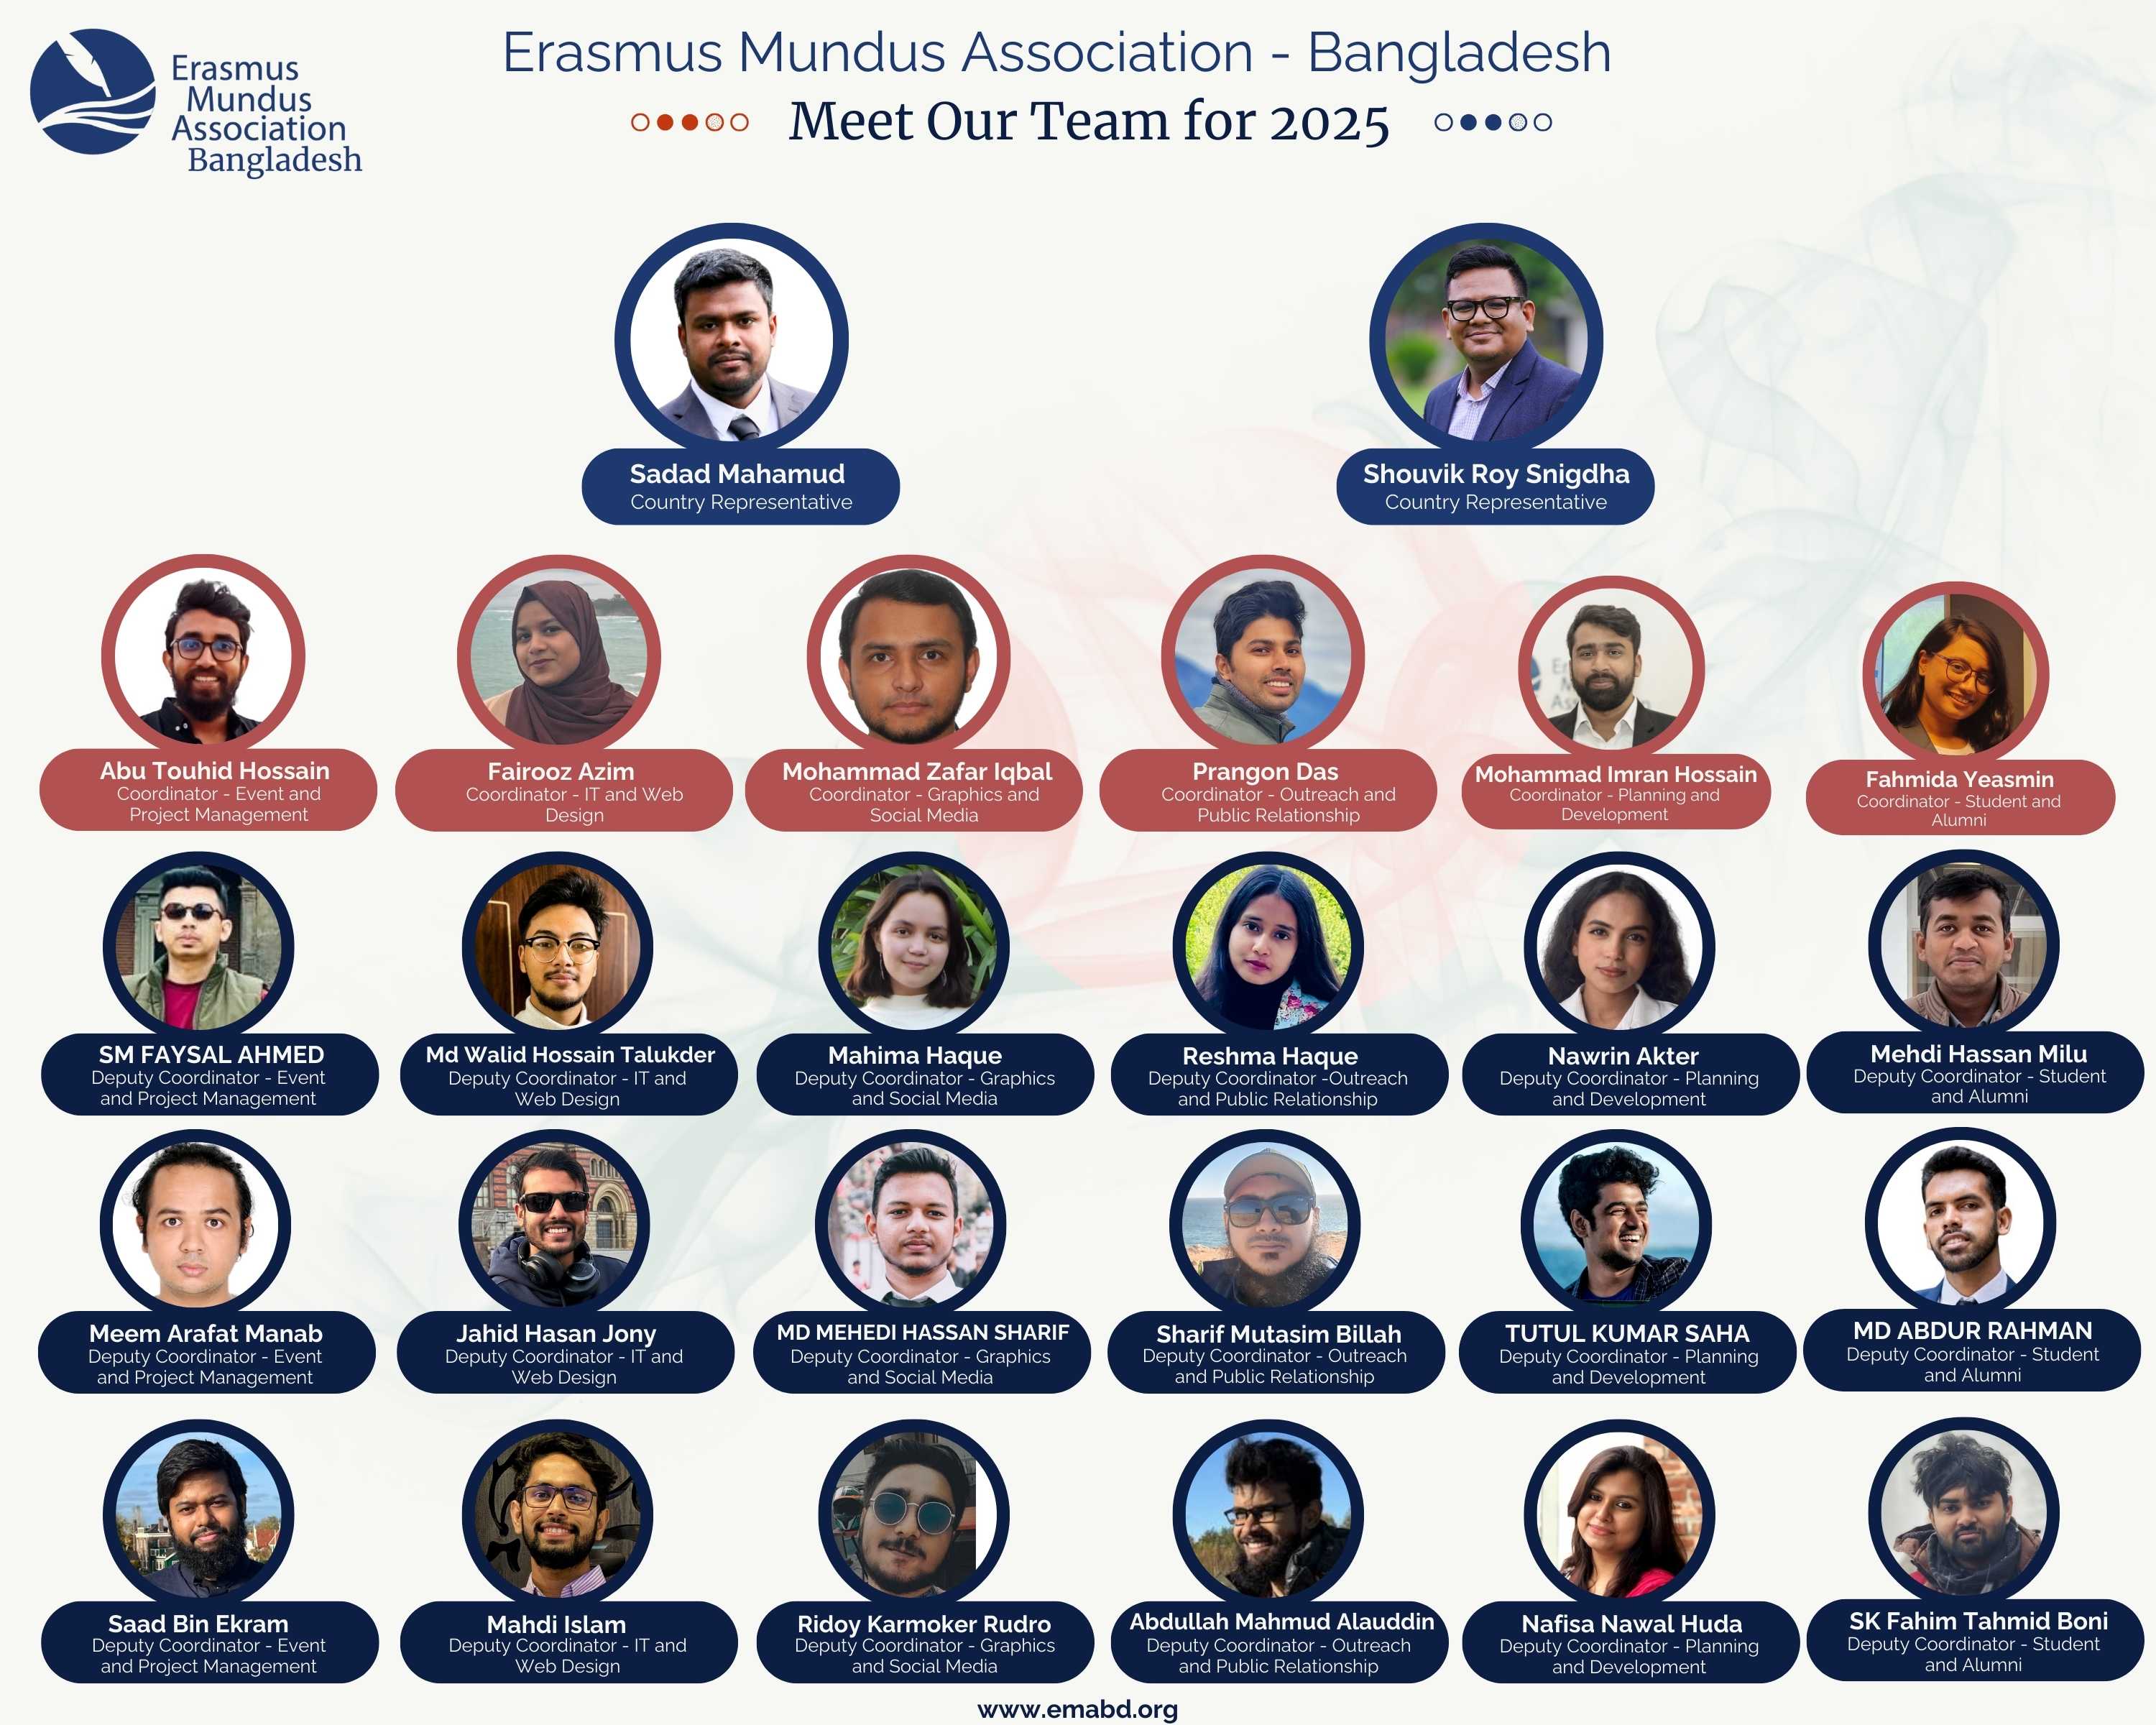 Erasmus
Mundus
Association
Bangladesh
Erasmus Mundus Association - Bangladesh
Meet Our Team for 2025
Sadad Mahamud
Country Representative
Shouvik Roy Snigdha
Country Representative
Abu Touhid Hossain
Coordinator - Event and
Project Management
Fairooz Azim
Coordinator - IT and Web
Design
Mohammad Zafar Iqbal
Coordinator - Graphics and
Social Media
Prangon Das
Coordinator - Outreach and
Public Relationship
Mohammad Imran Hossain
Coordinator - Planning and
Development
Fahmida Yeasmin
Coordinator - Student and
Alumni
SM FAYSAL AHMED
Deputy Coordinator - Event
and Project Management
Md Walid Hossain Talukder
Deputy Coordinator - IT and
Web Design
Mahima Haque
Deputy Coordinator - Graphics
and Social Media
Reshma Haque
Deputy Coordinator -Outreach
and Public Relationship
Nawrin Akter
Deputy Coordinator - Planning
and Development
Mehdi Hassan Milu
Deputy Coordinator - Student
and Alumni
Meem Arafat Manab
Deputy Coordinator - Event
and Project Management
Jahid Hasan Jony
Deputy Coordinator - IT and
Web Design
MD MEHEDI HASSAN SHARIF
Deputy Coordinator - Graphics
and Social Media
Sharif Mutasim Billah
Deputy Coordinator - Outreach
and Public Relationship
TUTUL KUMAR SAHA
Deputy Coordinator - Planning
and Development
MD ABDUR RAHMAN
Deputy Coordinator - Student
and Alumni
Saad Bin Ekram
Deputy Coordinator - Event
and Project Management
Mahdi Islam
Deputy Coordinator - IT and
Web Design
Ridoy Karmoker Rudro
Deputy Coordinator - Graphics
and Social Media
Abdullah Mahmud Alauddin
Deputy Coordinator - Outreach
and Public Relationship
Nafisa Nawal Huda
Deputy Coordinator - Planning
and Development
SK Fahim Tahmid Boni
Deputy Coordinator - Student
and Alumni
www.emabd.org